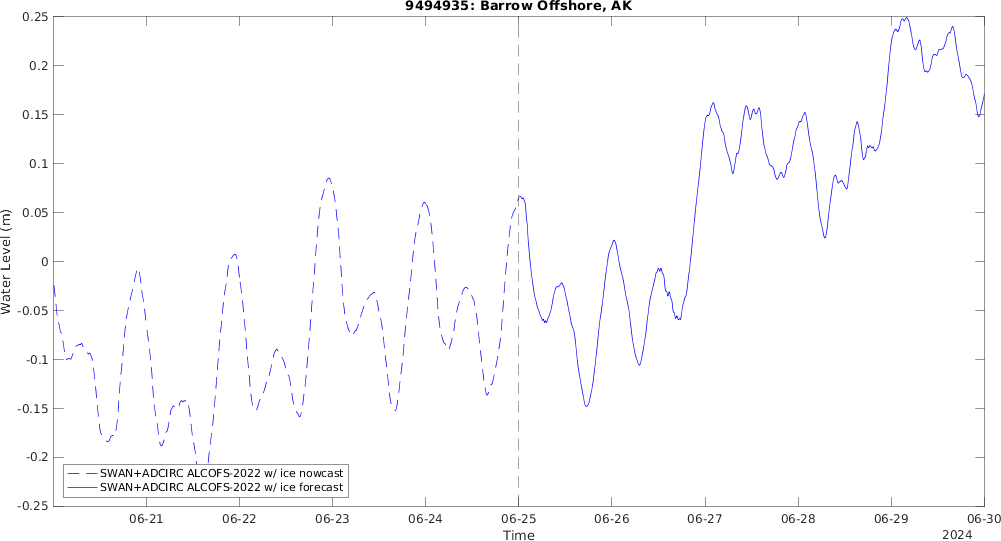 9494935: Barrow Offshore, AK
0.25
0.2
0.15
0.1
0.05
0
-0.05
-0.1
-0.15
-0.2
-0.25
Water Level (m)
SWAN+ADCIRC ALCOFS-2022 w/ ice nowcast
SWAN+ADCIRC ALCOFS-2022 w/ ice forecast
06-21 06-22 06-23 06-24 06-25 06-26 06-27 06-28 06-29 06-30
Time
2024